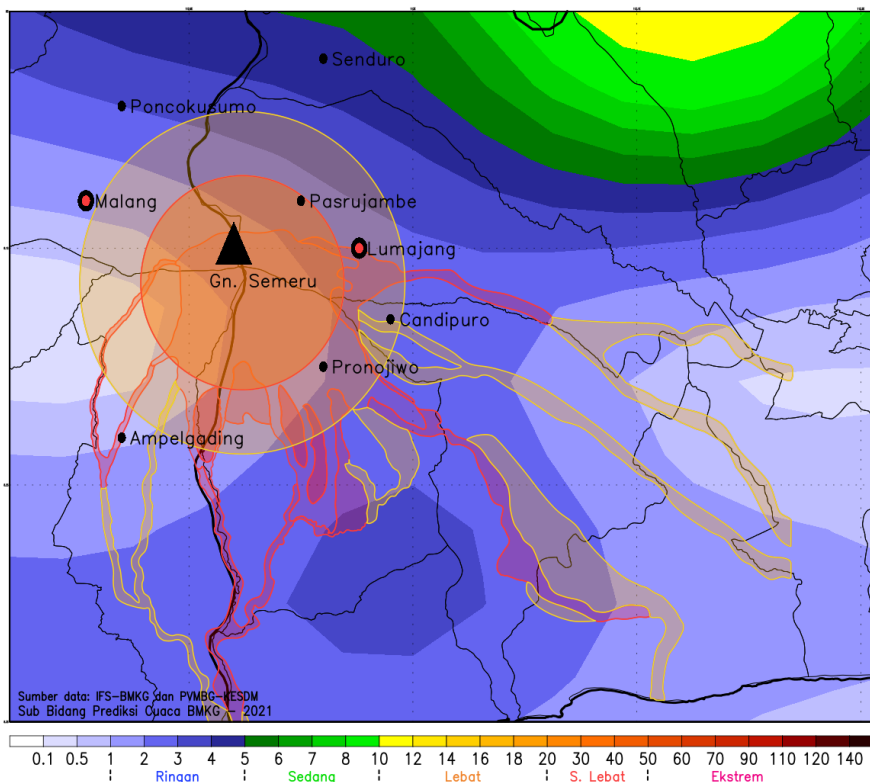 Senduro
Poncokusumo
Malang
Pasrujambe
Lumajang
Gn. Semeru
Candipuro
Pronojiwo
Ampelgading
Sumber data: IFS-BMKG dan PVMBG-KESDM
Sub Bidang Prediksi Cuaca BMKG - 2021
0.1 0.5 1 2 3 4 5 6 7 8 10 12 14 16 18 20 30 40 50 60 70 90 110 120 140
Ringan Sedang Lebat S. Lebat Ekstrem